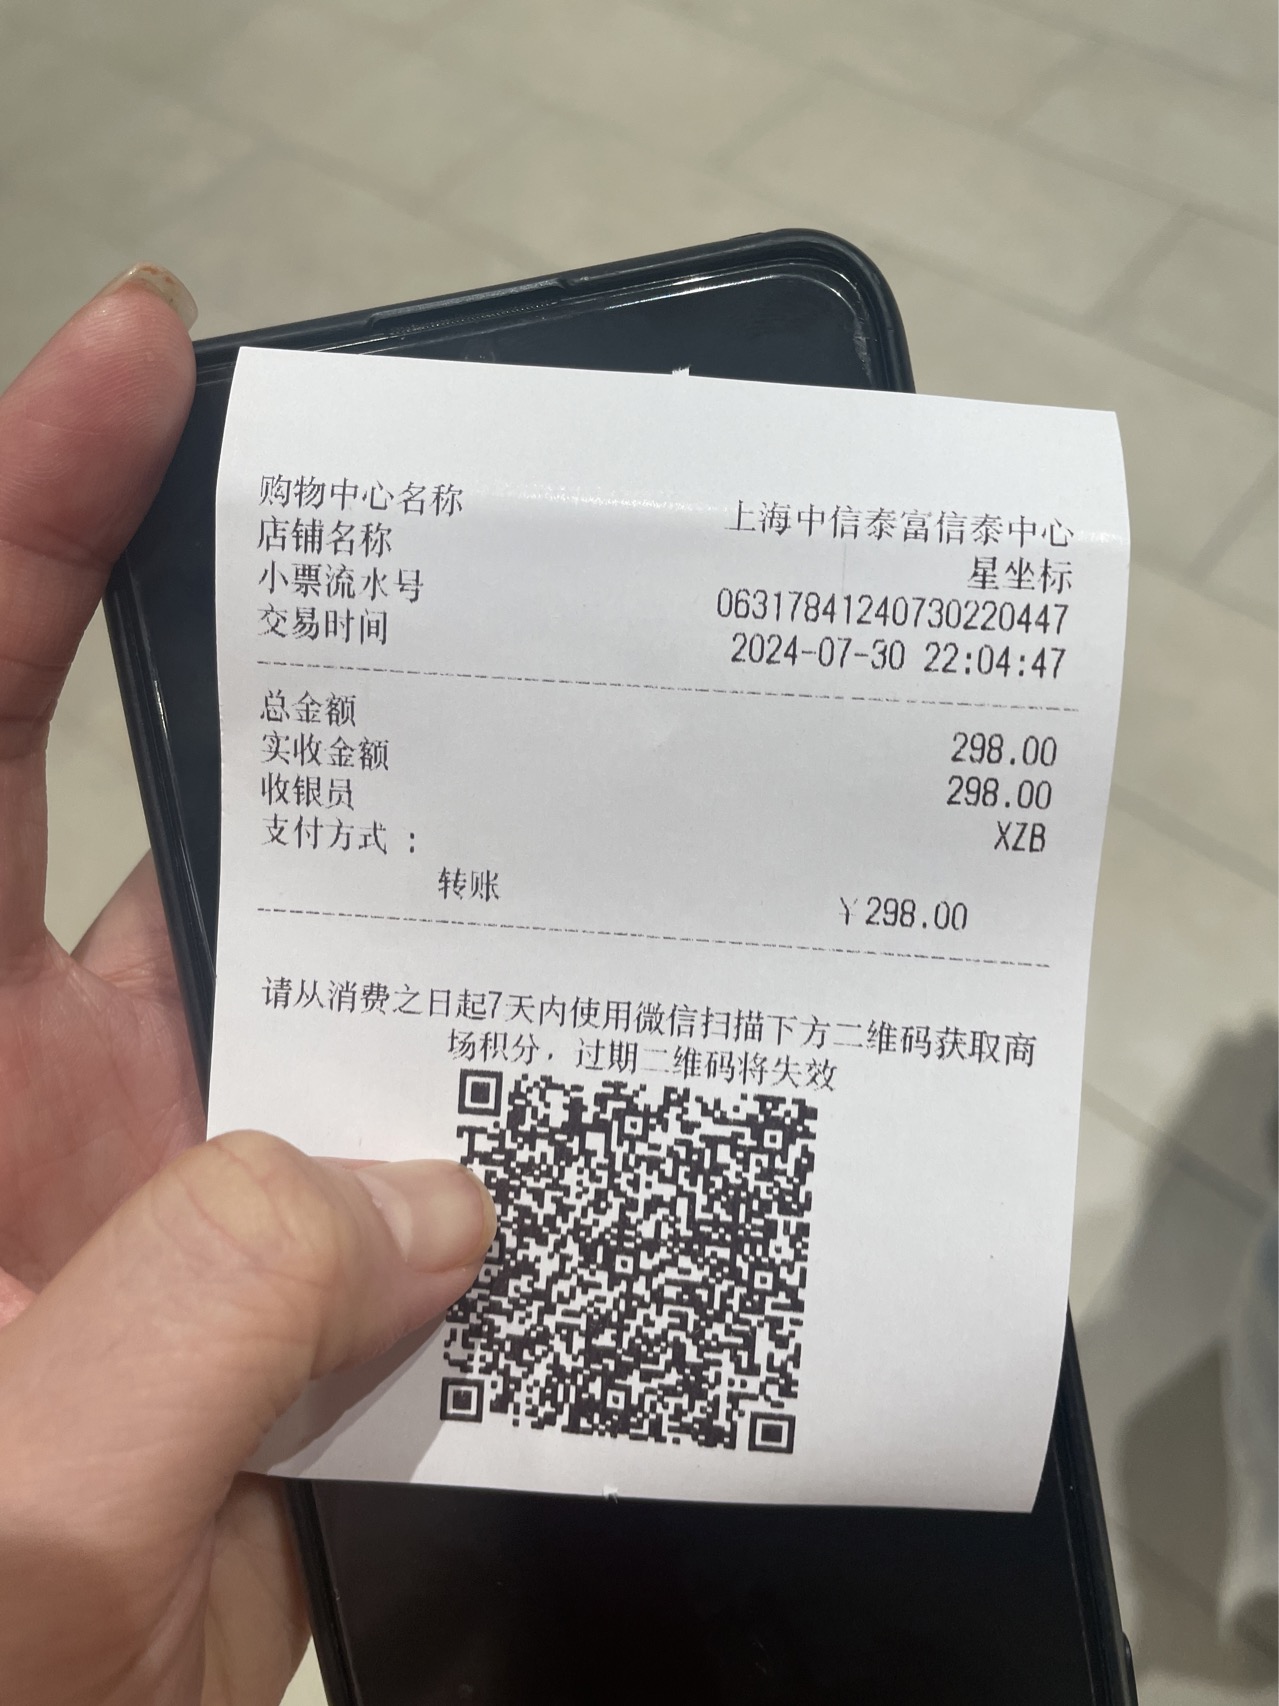 购物中心名称 上海中信泰富信泰中心
店铺名称 星坐标
小票流水号 06317841240730220447
交易时间 2024-07-30 22:04:47
总金额 298.00
实收金额 298.00
收银员 XZB
支付方式：
转账 ¥298.00
请从消费之日起7天内使用微信扫描下方二维码获取商
场积分，过期二维码将失效